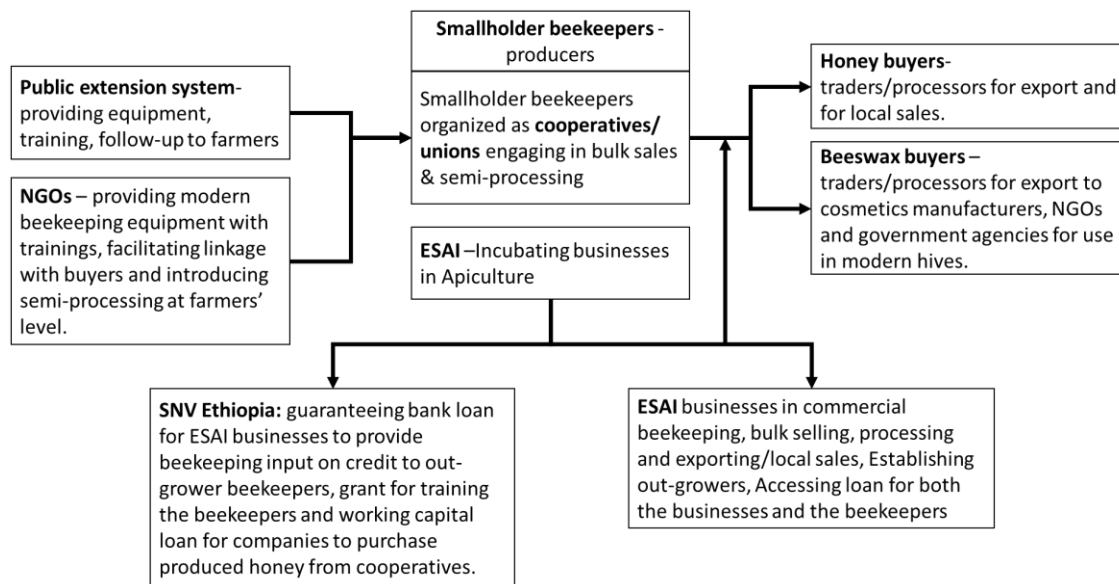 Smallholder beekeepers -
producers
Smallholder beekeepers
organized as cooperatives/
unions engaging in bulk sales
& semi-processing
Public extension system-
providing equipment,
training, follow-up to farmers
NGOs – providing modern
beekeeping equipment with
trainings, facilitating linkage
with buyers and introducing
semi-processing at farmers’
level.
ESAI –Incubating businesses
in Apiculture
Honey buyers-
traders/processors for export and
for local sales.
Beeswax buyers –
traders/processors for export to
cosmetics manufacturers, NGOs
and government agencies for use
in modern hives.
SNV Ethiopia: guaranteeing bank loan
for ESAI businesses to provide
beekeeping input on credit to out-
grower beekeepers, grant for training
the beekeepers and working capital
loan for companies to purchase
produced honey from cooperatives.
ESAI businesses in commercial
beekeeping, bulk selling, processing
and exporting/local sales, Establishing
out-growers, Accessing loan for both
the businesses and the beekeepers